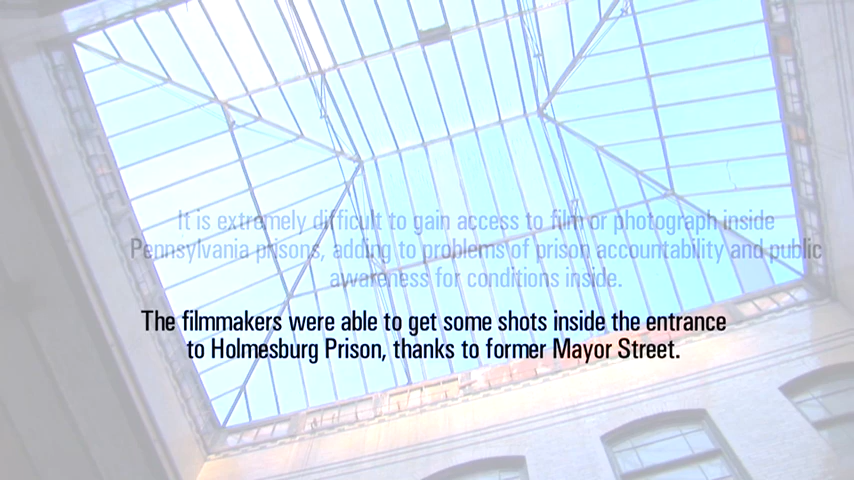 It is extremely difficult to gain access to film or photograph inside
Pennsylvania prisons, adding to problems of prison accountability and public
awareness for conditions inside.
The filmmakers were able to get some shots inside the entrance
to Holmesburg Prison, thanks to former Mayor Street.